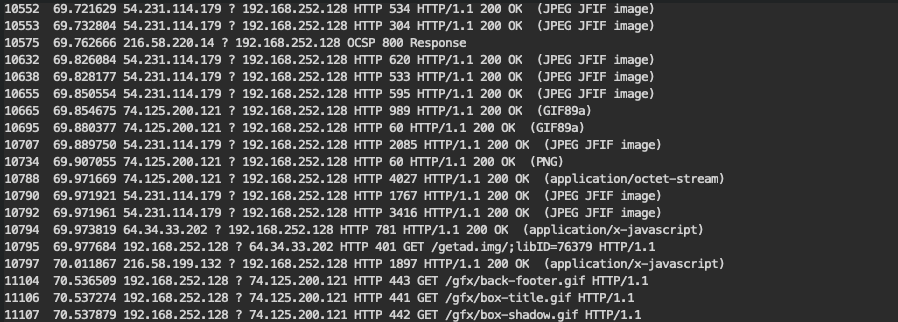 10552  69.721629 54.231.114.179 ? 192.168.252.128 HTTP 534 HTTP/1.1 200 OK  (JPEG JFIF image)
10553  69.732804 54.231.114.179 ? 192.168.252.128 HTTP 304 HTTP/1.1 200 OK  (JPEG JFIF image)
10575  69.762666 216.58.220.14 ? 192.168.252.128 OCSP 800 Response
10632  69.826084 54.231.114.179 ? 192.168.252.128 HTTP 620 HTTP/1.1 200 OK  (JPEG JFIF image)
10638  69.828177 54.231.114.179 ? 192.168.252.128 HTTP 533 HTTP/1.1 200 OK  (JPEG JFIF image)
10655  69.850554 54.231.114.179 ? 192.168.252.128 HTTP 595 HTTP/1.1 200 OK  (JPEG JFIF image)
10665  69.854675 74.125.200.121 ? 192.168.252.128 HTTP 989 HTTP/1.1 200 OK  (GIF89a)
10695  69.880377 74.125.200.121 ? 192.168.252.128 HTTP 60 HTTP/1.1 200 OK  (GIF89a)
10707  69.889750 54.231.114.179 ? 192.168.252.128 HTTP 2085 HTTP/1.1 200 OK  (JPEG JFIF image)
10734  69.907055 74.125.200.121 ? 192.168.252.128 HTTP 60 HTTP/1.1 200 OK  (PNG)
10788  69.971669 74.125.200.121 ? 192.168.252.128 HTTP 4027 HTTP/1.1 200 OK  (application/octet-stream)
10790  69.971921 54.231.114.179 ? 192.168.252.128 HTTP 1767 HTTP/1.1 200 OK  (JPEG JFIF image)
10792  69.971961 54.231.114.179 ? 192.168.252.128 HTTP 3416 HTTP/1.1 200 OK  (JPEG JFIF image)
10794  69.973819 64.34.33.202 ? 192.168.252.128 HTTP 781 HTTP/1.1 200 OK  (application/x-javascript)
10795  69.977684 192.168.252.128 ? 64.34.33.202 HTTP 401 GET /getad.img/;libID=76379 HTTP/1.1
10797  70.011867 216.58.199.132 ? 192.168.252.128 HTTP 1897 HTTP/1.1 200 OK  (application/x-javascript)
11104  70.536509 192.168.252.128 ? 74.125.200.121 HTTP 443 GET /gfx/back-footer.gif HTTP/1.1
11106  70.537274 192.168.252.128 ? 74.125.200.121 HTTP 441 GET /gfx/box-title.gif HTTP/1.1
11107  70.537879 192.168.252.128 ? 74.125.200.121 HTTP 442 GET /gfx/box-shadow.gif HTTP/1.1